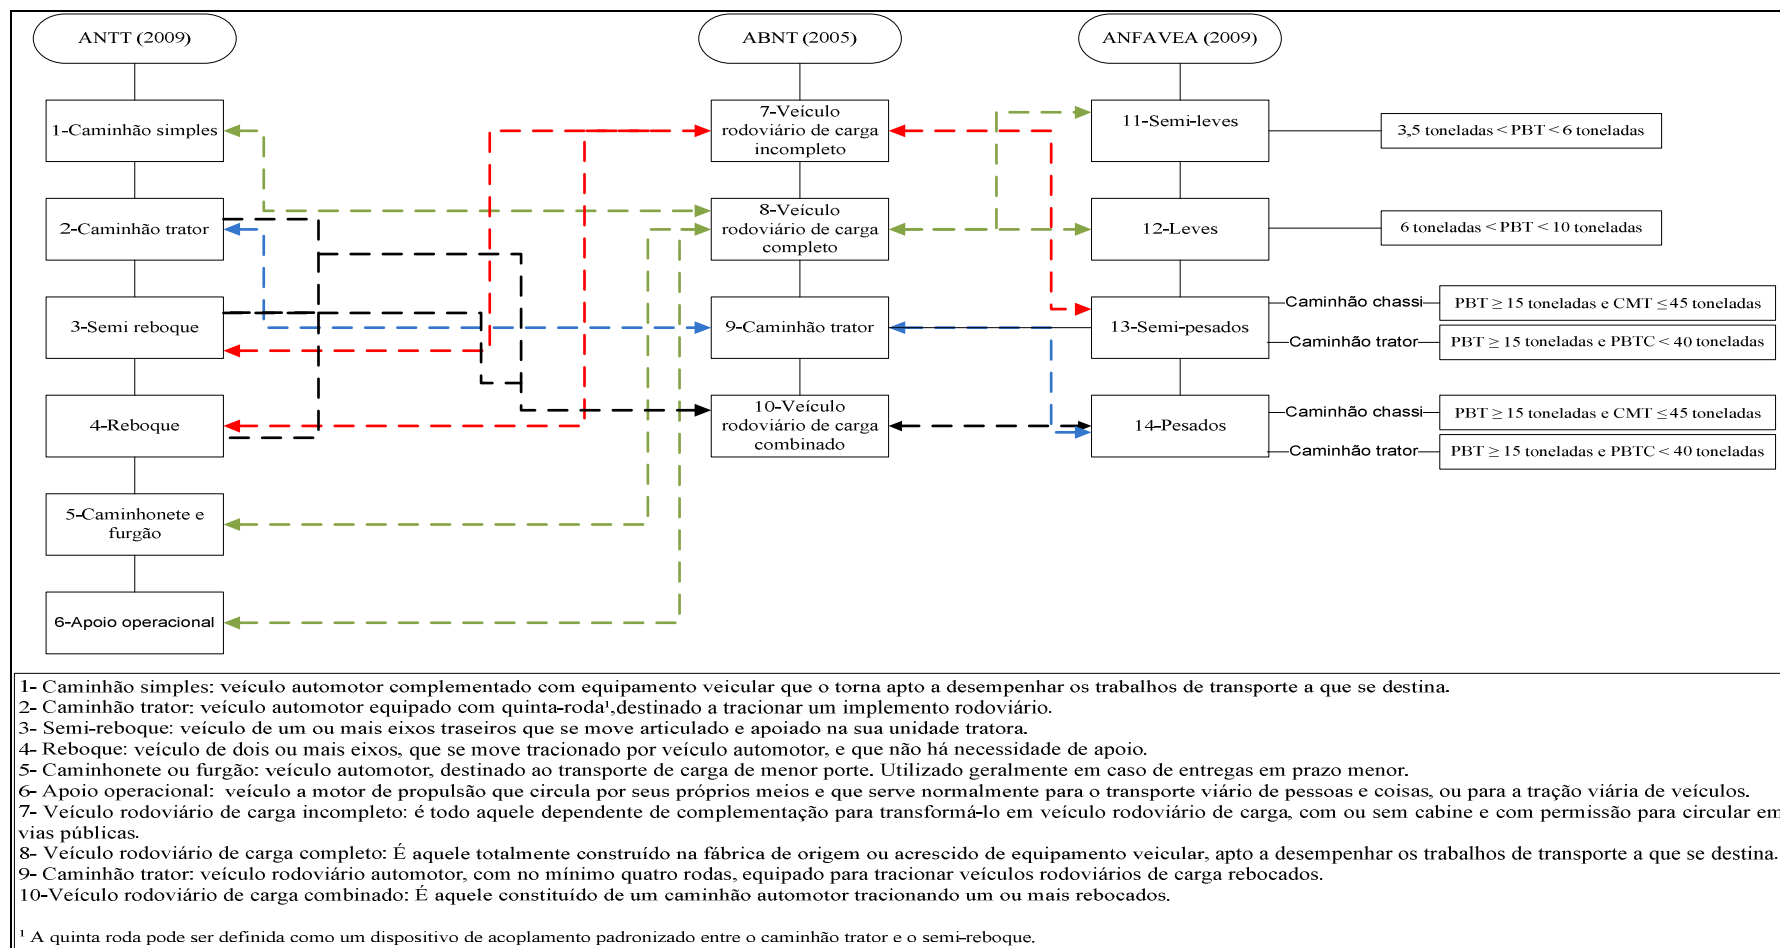 ANTT (2009)
ABNT (2005)
ANFAVEA (2009)
1-Caminhão simples
2-Caminhão trator
3-Semi reboque
4-Reboque
5-Caminhonete e
furgão
6-Apoio operacional
7-Veículo
rodoviário de carga
incompleto
8-Veículo
rodoviário de carga
completo
9-Caminhão trator
10-Veículo
rodoviário de carga
combinado
11-Semi-leves
3,5 toneladas < PBT < 6 toneladas
12-Leves
6 toneladas < PBT < 10 toneladas
13-Semi-pesados
Caminhão chassi
PBT ≥ 15 toneladas e CMT ≤ 45 toneladas
Caminhão trator
PBT ≥ 15 toneladas e PBTC < 40 toneladas
14-Pesados
Caminhão chassi
PBT ≥ 15 toneladas e CMT ≤ 45 toneladas
Caminhão trator
PBT ≥ 15 toneladas e PBTC < 40 toneladas
1- Caminhão simples: veículo automotor complementado com equipamento veicular que o torna apto a desempenhar os trabalhos de transporte a que se destina.
2- Caminhão trator: veículo automotor equipado com quinta-roda¹,destinado a tracionar um implemento rodoviário.
3- Semi-reboque: veículo de um ou mais eixos traseiros que se move articulado e apoiado na sua unidade tratora.
4- Reboque: veículo de dois ou mais eixos, que se move tracionado por veículo automotor, e que não há necessidade de apoio.
5- Caminhonete ou furgão: veículo automotor, destinado ao transporte de carga de menor porte. Utilizado geralmente em caso de entregas em prazo menor.
6- Apoio operacional: veículo a motor de propulsão que circula por seus próprios meios e que serve normalmente para o transporte viário de pessoas e coisas, ou para a tração viária de veículos.
7- Veículo rodoviário de carga incompleto: é todo aquele dependente de complementação para transformá-lo em veículo rodoviário de carga, com ou sem cabine e com permissão para circular em
vias públicas.
8- Veículo rodoviário de carga completo: É aquele totalmente construído na fábrica de origem ou acrescido de equipamento veicular, apto a desempenhar os trabalhos de transporte a que se destina.
9- Caminhão trator: veículo rodoviário automotor, com no mínimo quatro rodas, equipado para tracionar veículos rodoviários de carga rebocados.
10-Veículo rodoviário de carga combinado: É aquele constituído de um caminhão automotor tracionando um ou mais rebocados.
¹ A quinta roda pode ser definida como um dispositivo de acoplamento padronizado entre o caminhão trator e o semi-reboque.